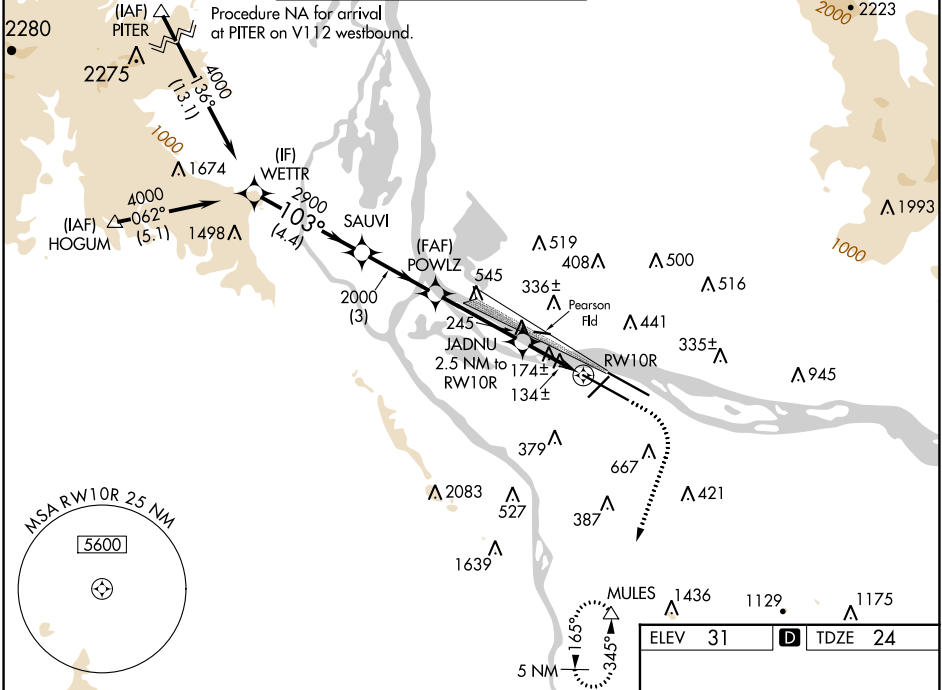 (IAF)
PITER
Procedure NA for arrival
at PITER on V112 westbound.
2280
2275
2000
2223
4000
136°
(13.1)
1000
1674
(IF)
WETTR
4000
062°
(5.1)
(IAF)
HOGUM
1498
2900
103°
(4.4)
SAUVI
1993
1000
(FAF)
POWLZ
2000
(3)
519
408
500
516
545
336±
Pearson
Fld
441
335±
245
JADNU
2.5 NM to
RW10R
174±
134±
RW10R
945
379
667
2083
527
387
421
1639
MSA RW10R 25 NM
5600
MULES
1436
1129
1175
165°
345°
5 NM
ELEV 31
D
TDZE 24